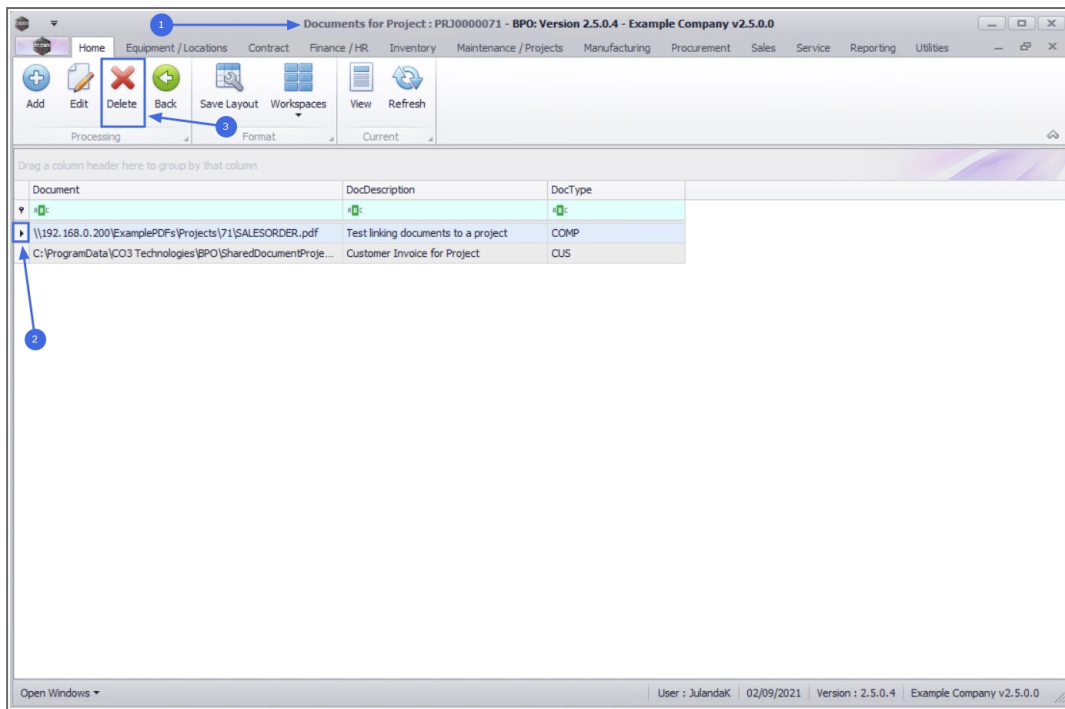 1
Documents for Project : PRJ0000071 - BPO: Version 2.5.0.4 - Example Company v2.5.0.0
Home Equipment / Locations Contract Finance / HR Inventory Maintenance / Projects Manufacturing Procurement Sales Service Reporting Utilities
Add Edit Delete Back Save Layout Workspaces View Refresh
3
Processing Format Current
Drag a column header here to group by that column
Document DocDescription DocType
\\192.168.0.200\ExamplePDFs\Projects\71\SALESORDER.pdf Test linking documents to a project COMP
C:\ProgramData\CO3 Technologies\BPO\SharedDocumentProje... Customer Invoice for Project CUS
2
Open Windows User : JulandaK 02/09/2021 Version : 2.5.0.4 Example Company v2.5.0.0